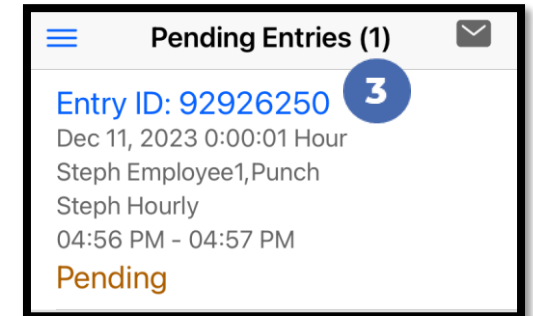 Pending Entries (1)
Entry ID: 92926250
3
Dec 11, 2023 0:00:01 Hour
Steph Employee1,Punch
Steph Hourly
04:56 PM - 04:57 PM
Pending